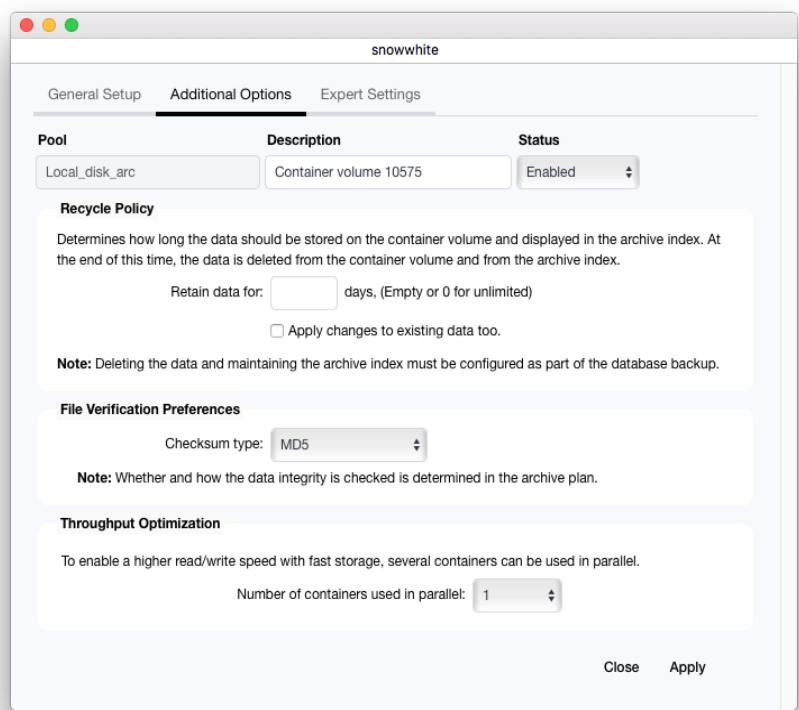 snowwhite
General Setup Additional Options Expert Settings
Pool Description Status
Local_disk_arc Container volume 10575 Enabled
Recycle Policy
Determines how long the data should be stored on the container volume and displayed in the archive index. At
the end of this time, the data is deleted from the container volume and from the archive index.
Retain data for: days, (Empty or 0 for unlimited)
Apply changes to existing data too.
Note: Deleting the data and maintaining the archive index must be configured as part of the database backup.
File Verification Preferences
Checksum type: MD5
Note: Whether and how the data integrity is checked is determined in the archive plan.
Throughput Optimization
To enable a higher read/write speed with fast storage, several containers can be used in parallel.
Number of containers used in parallel: 1
Close Apply